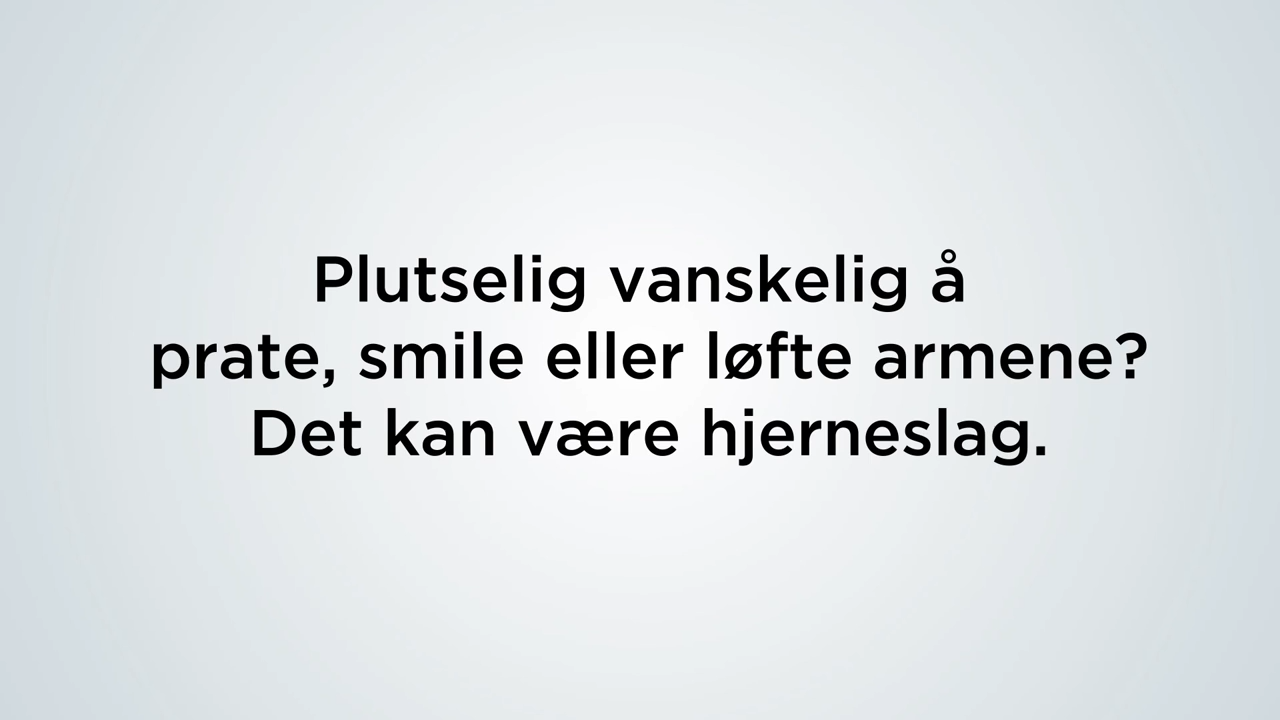 Plutselig vanskelig å
prate, smile eller løfte armene?
Det kan være hjerneslag.